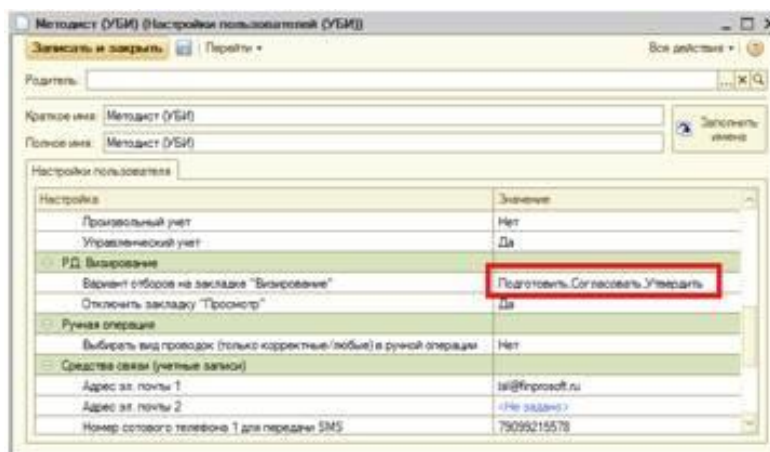 Методист (УБИ) (Настройки пользователей (УБИ))
Записать и закрыть Перейти Все действия
Родитель:
Краткое имя: Методист (УБИ)
Заполнить имена
Полное имя: Методист (УБИ)
Настройки пользователя
Настройка Значение
Произвольный учет Нет
Управленческий учет Да
РД. Визирование
Вариант отборов на закладке "Визирование" Подготовить.Согласовать.Утвердить
Отключить закладку "Просмотр" Да
Ручная операция
Выбирать вид проводок (только корректные/любые) в ручной операции Нет
Средства связи (учетные записи)
Адрес эл. почты 1 lal@finprosoft.ru
Адрес эл. почты 2 <Не задано>
Номер сотового телефона 1 для передачи SMS 79099215578